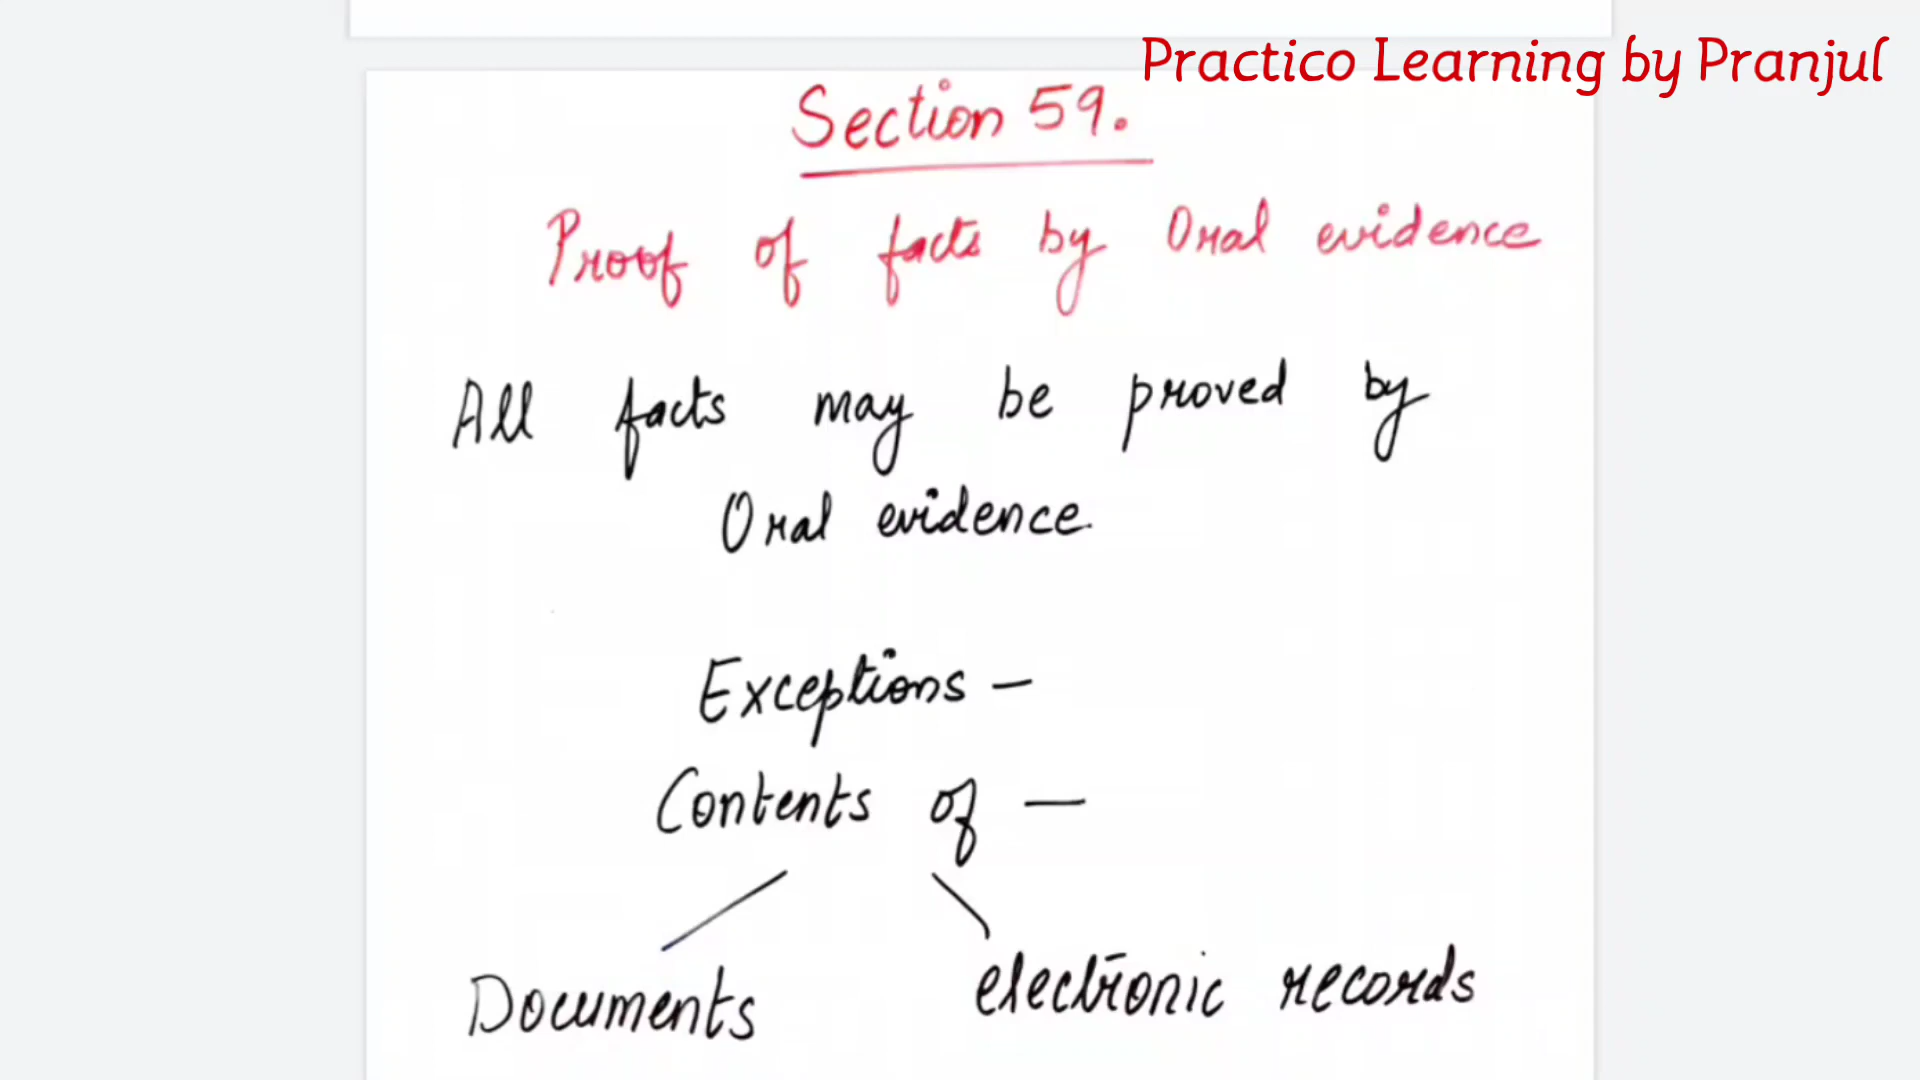 Practico Learning by Pranjul
Section 59.
Proof of facts by Oral evidence
All facts may be proved by
Oral evidence.
Exceptions -
Contents of -
Documents
electronic records